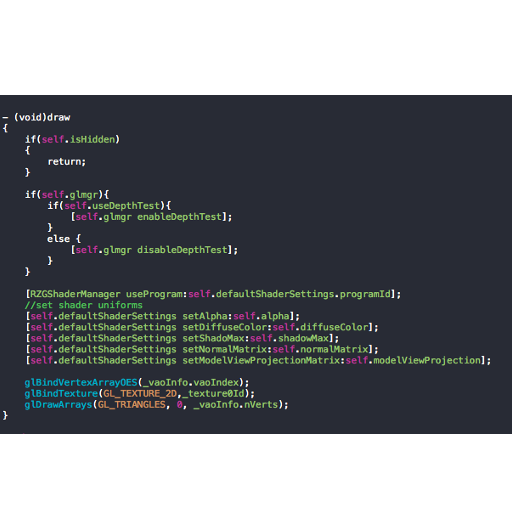 - (void)draw
{
if(self.isHidden)
{
return;
}
if(self.glmgr){
if(self.useDepthTest){
[self.glmgr enableDepthTest];
}
else {
[self.glmgr disableDepthTest];
}
}
[RZGShaderManager useProgram:self.defaultShaderSettings.programId];
//set shader uniforms
[self.defaultShaderSettings setAlpha:self.alpha];
[self.defaultShaderSettings setDiffuseColor:self.diffuseColor];
[self.defaultShaderSettings setShadoMax:self.shadowMax];
[self.defaultShaderSettings setNormalMatrix:self.normalMatrix];
[self.defaultShaderSettings setModelViewProjectionMatrix:self.modelViewProjection];
glBindVertexArrayOES(_vaoInfo.vaoIndex);
glBindTexture(GL_TEXTURE_2D,_texture0Id);
glDrawArrays(GL_TRIANGLES, 0, _vaoInfo.nVerts);
}